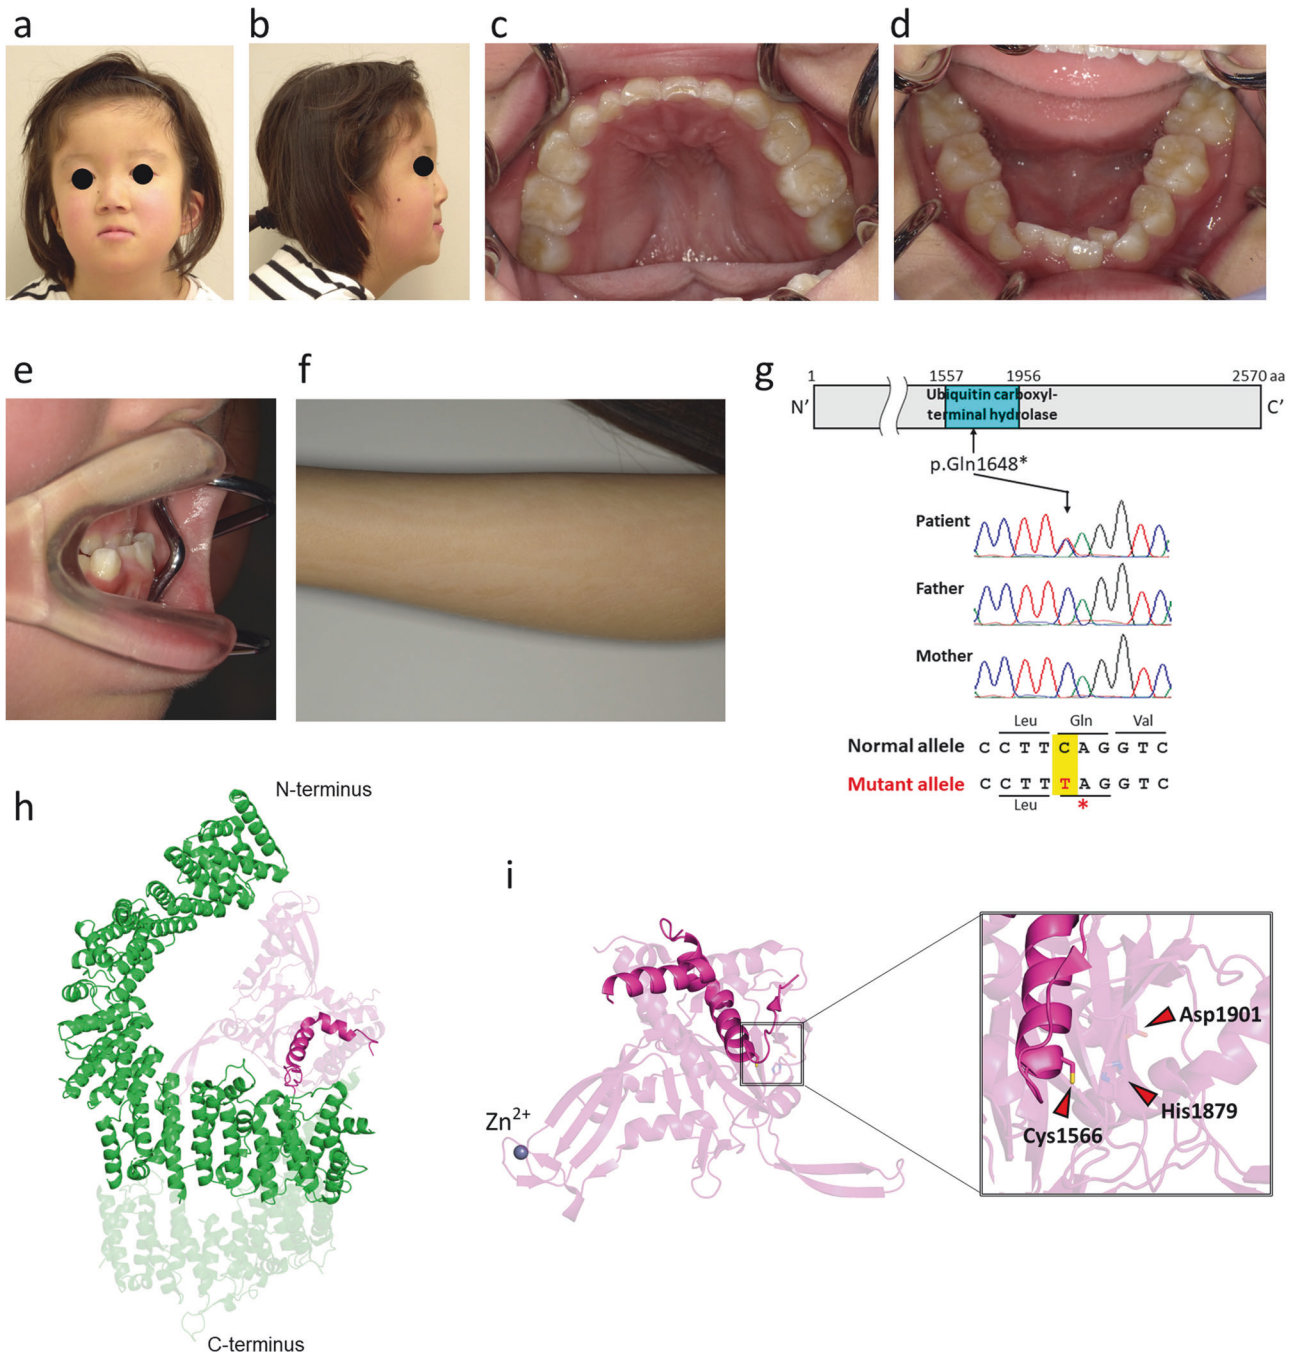 a
b
c
d
e
f
g
1 1557 1956 2570 aa
N' Ubiquitin carboxyl-terminal hydrolase C'
p.Gln1648*
Patient
Father
Mother
Leu Gln Val
Normal allele C C T T C A G G T C
Mutant allele C C T T T A G G T C
Leu *
h
N-terminus
C-terminus
i
Zn2+
Asp1901
His1879
Cys1566